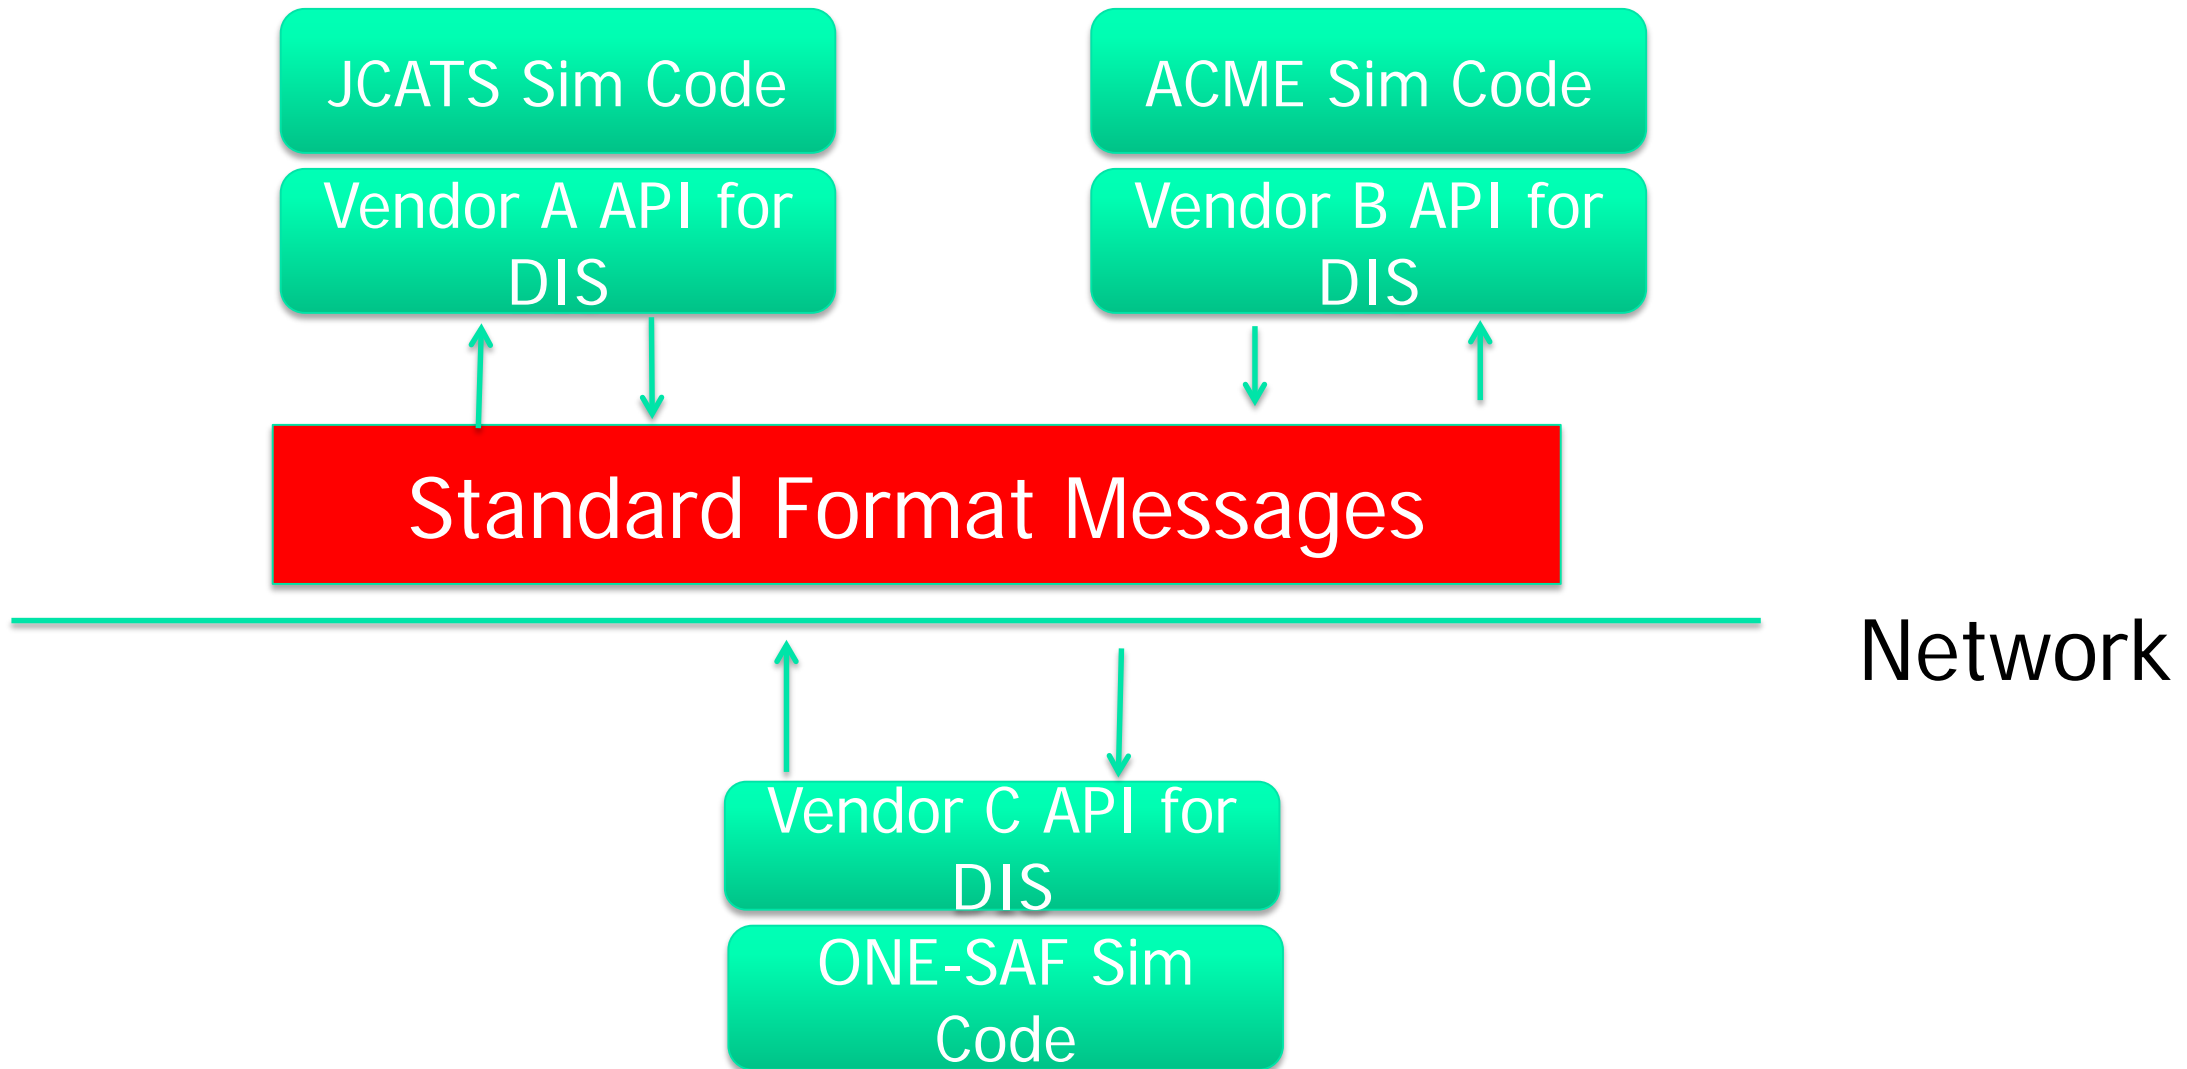 JCATS Sim Code
ACME Sim Code
Vendor A API for
DIS
Vendor B API for
DIS
Standard Format Messages
Network
Vendor C API for
DIS
ONE-SAF Sim
Code